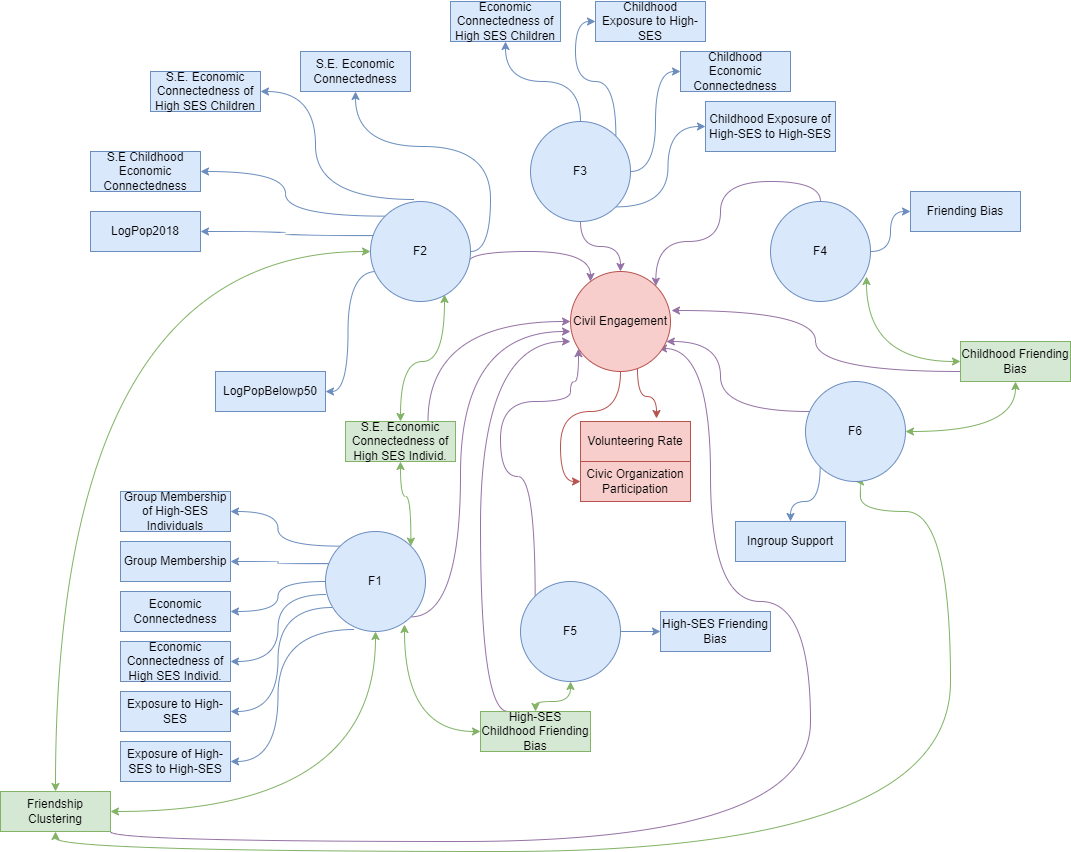 Economic
Connectedness of
High SES Children
Childhood
Exposure to High-
SES
S.E. Economic
Connectedness
Childhood
Economic
Connectedness
S.E. Economic
Connectedness of
High SES Children
Childhood Exposure of
High-SES to High-SES
S.E Childhood
Economic
Connectedness
F3
LogPop2018
Friending Bias
F2
F4
Civil Engagement
Childhood Friending
Bias
LogPopBelowp50
S.E. Economic
Connectedness of
High SES Individ.
Volunteering Rate
Civic Organization
Participation
F6
Group Membership
of High-SES
Individuals
Ingroup Support
Group Membership
F1
Economic
Connectedness
F5
High-SES Friending
Bias
Economic
Connectedness of
High SES Individ.
Exposure to High-
SES
High-SES
Childhood Friending
Bias
Exposure of High-
SES to High-SES
Friendship
Clustering